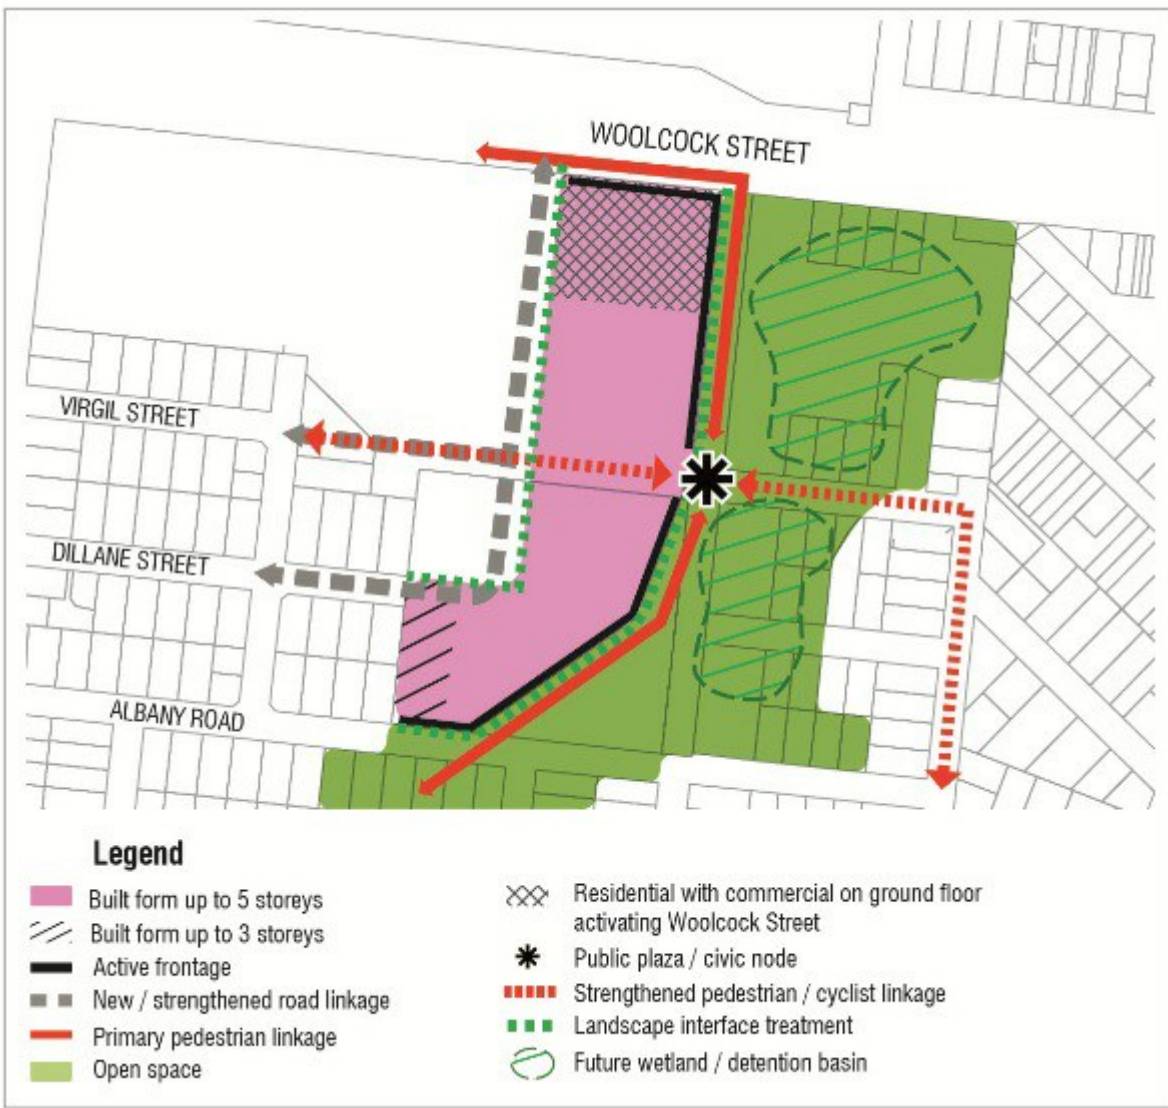 WOOLCOCK STREET
VIRGIL STREET
DILLANE STREET
ALBANY ROAD
Legend
Built form up to 5 storeys
Built form up to 3 storeys
Active frontage
New / strengthened road linkage
Primary pedestrian linkage
Open space
Residential with commercial on ground floor
activating Woolcock Street
Public plaza / civic node
Strengthened pedestrian / cyclist linkage
Landscape interface treatment
Future wetland / detention basin